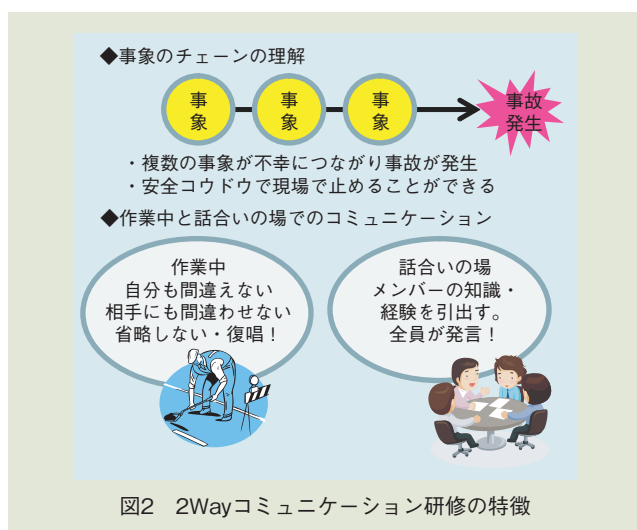 ◆事象のチェーンの理解
事象
事象
事象
事故
発生
・複数の事象が不幸につながり事故が発生
・安全コウドウで現場で止めることができる
◆作業中と話合いの場でのコミュニケーション
作業中
自分も間違えない
相手にも間違わせない
省略しない・復唱！
話合いの場
メンバーの知識・
経験を引出す。
全員が発言！
図2　2Wayコミュニケーション研修の特徴